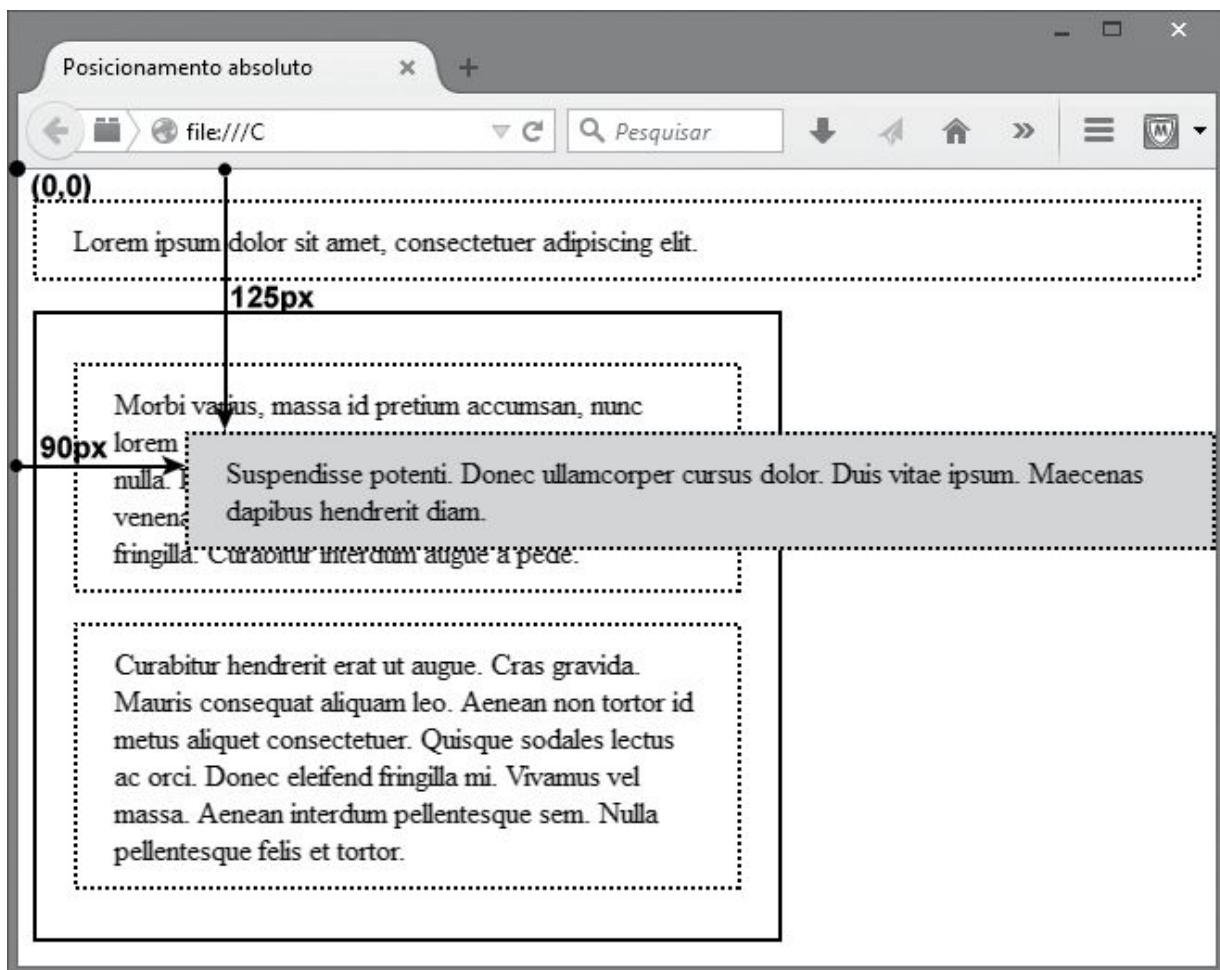 Posicionamento absoluto
file:///C
Pesquisar
(0,0)
Lorem ipsum dolor sit amet, consectetuer adipiscing elit.
125px
Morbi varius, massa id pretium accumsan, nunc
lorem
90px
nulla.
Suspendisse potenti. Donec ullamcorper cursus dolor. Duis vitae ipsum. Maecenas
dapibus hendrerit diam.
fringilla. Curabitur interdum augue a pede.
Curabitur hendrerit erat ut augue. Cras gravida.
Mauris consequat aliquam leo. Aenean non tortor id
metus aliquet consectetuer. Quisque sodales lectus
ac orci. Donec eleifend fringilla mi. Vivamus vel
massa. Aenean interdum pellentesque sem. Nulla
pellentesque felis et tortor.